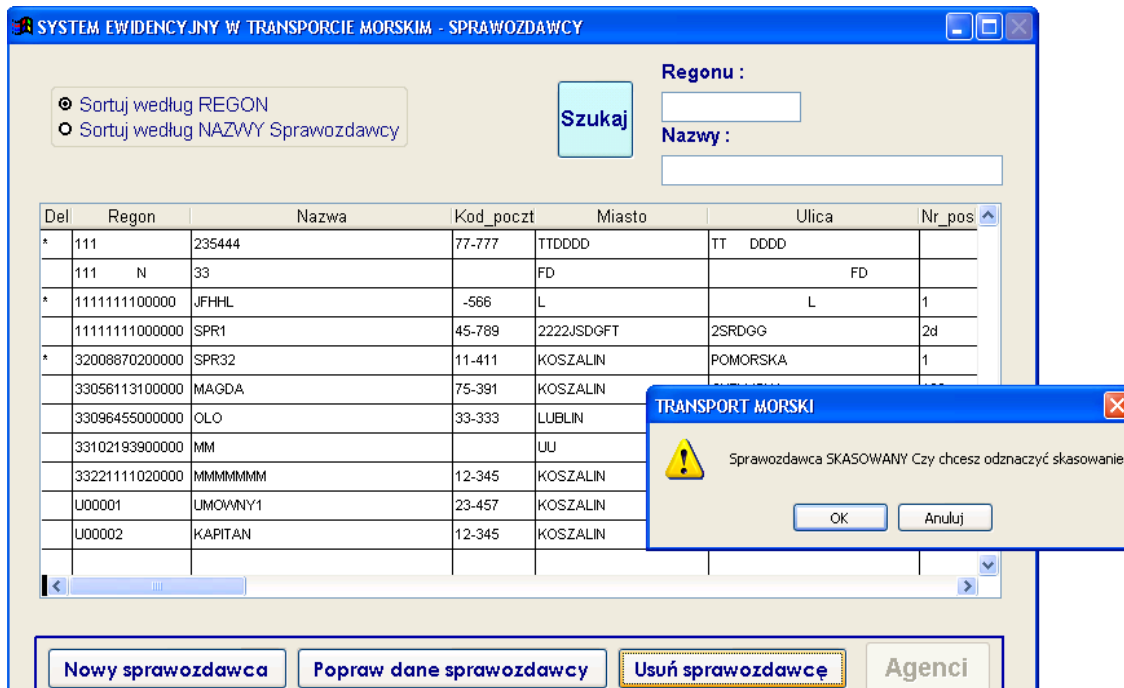 SYSTEM EWIDENCYJNY W TRANSPORCIE MORSKIM - SPRAWOZDAWCY
Regonu :
Sortuj według REGON
Szukaj
Sortuj według NAZWY Sprawozdawcy
Nazwy :
Del Regon Nazwa Kod_poczt Miasto Ulica Nr_pos
* 111 235444 77-777 TTDDDD TT DDDD
111 N 33 FD FD
* 1111111100000 JFHHL -566 L L 1
11111111000000 SPR1 45-789 2222JSDGFT 2SRDGG 2d
* 32008870200000 SPR32 11-411 KOSZALIN POMORSKA 1
33056113100000 MAGDA 75-391 KOSZALIN
33096455000000 OLO 33-333 LUBLIN
33102193900000 MM UU
33221111020000 MMMMMMM 12-345 KOSZALIN
U00001 UMOWNY1 23-457 KOSZALIN
U00002 KAPITAN 12-345 KOSZALIN
TRANSPORT MORSKI
Sprawozdawca SKASOWANY Czy chcesz odznaczyć skasowanie
OK Anuluj
Nowy sprawozdawca Popraw dane sprawozdawcy Usuń sprawozdawcę Agenci